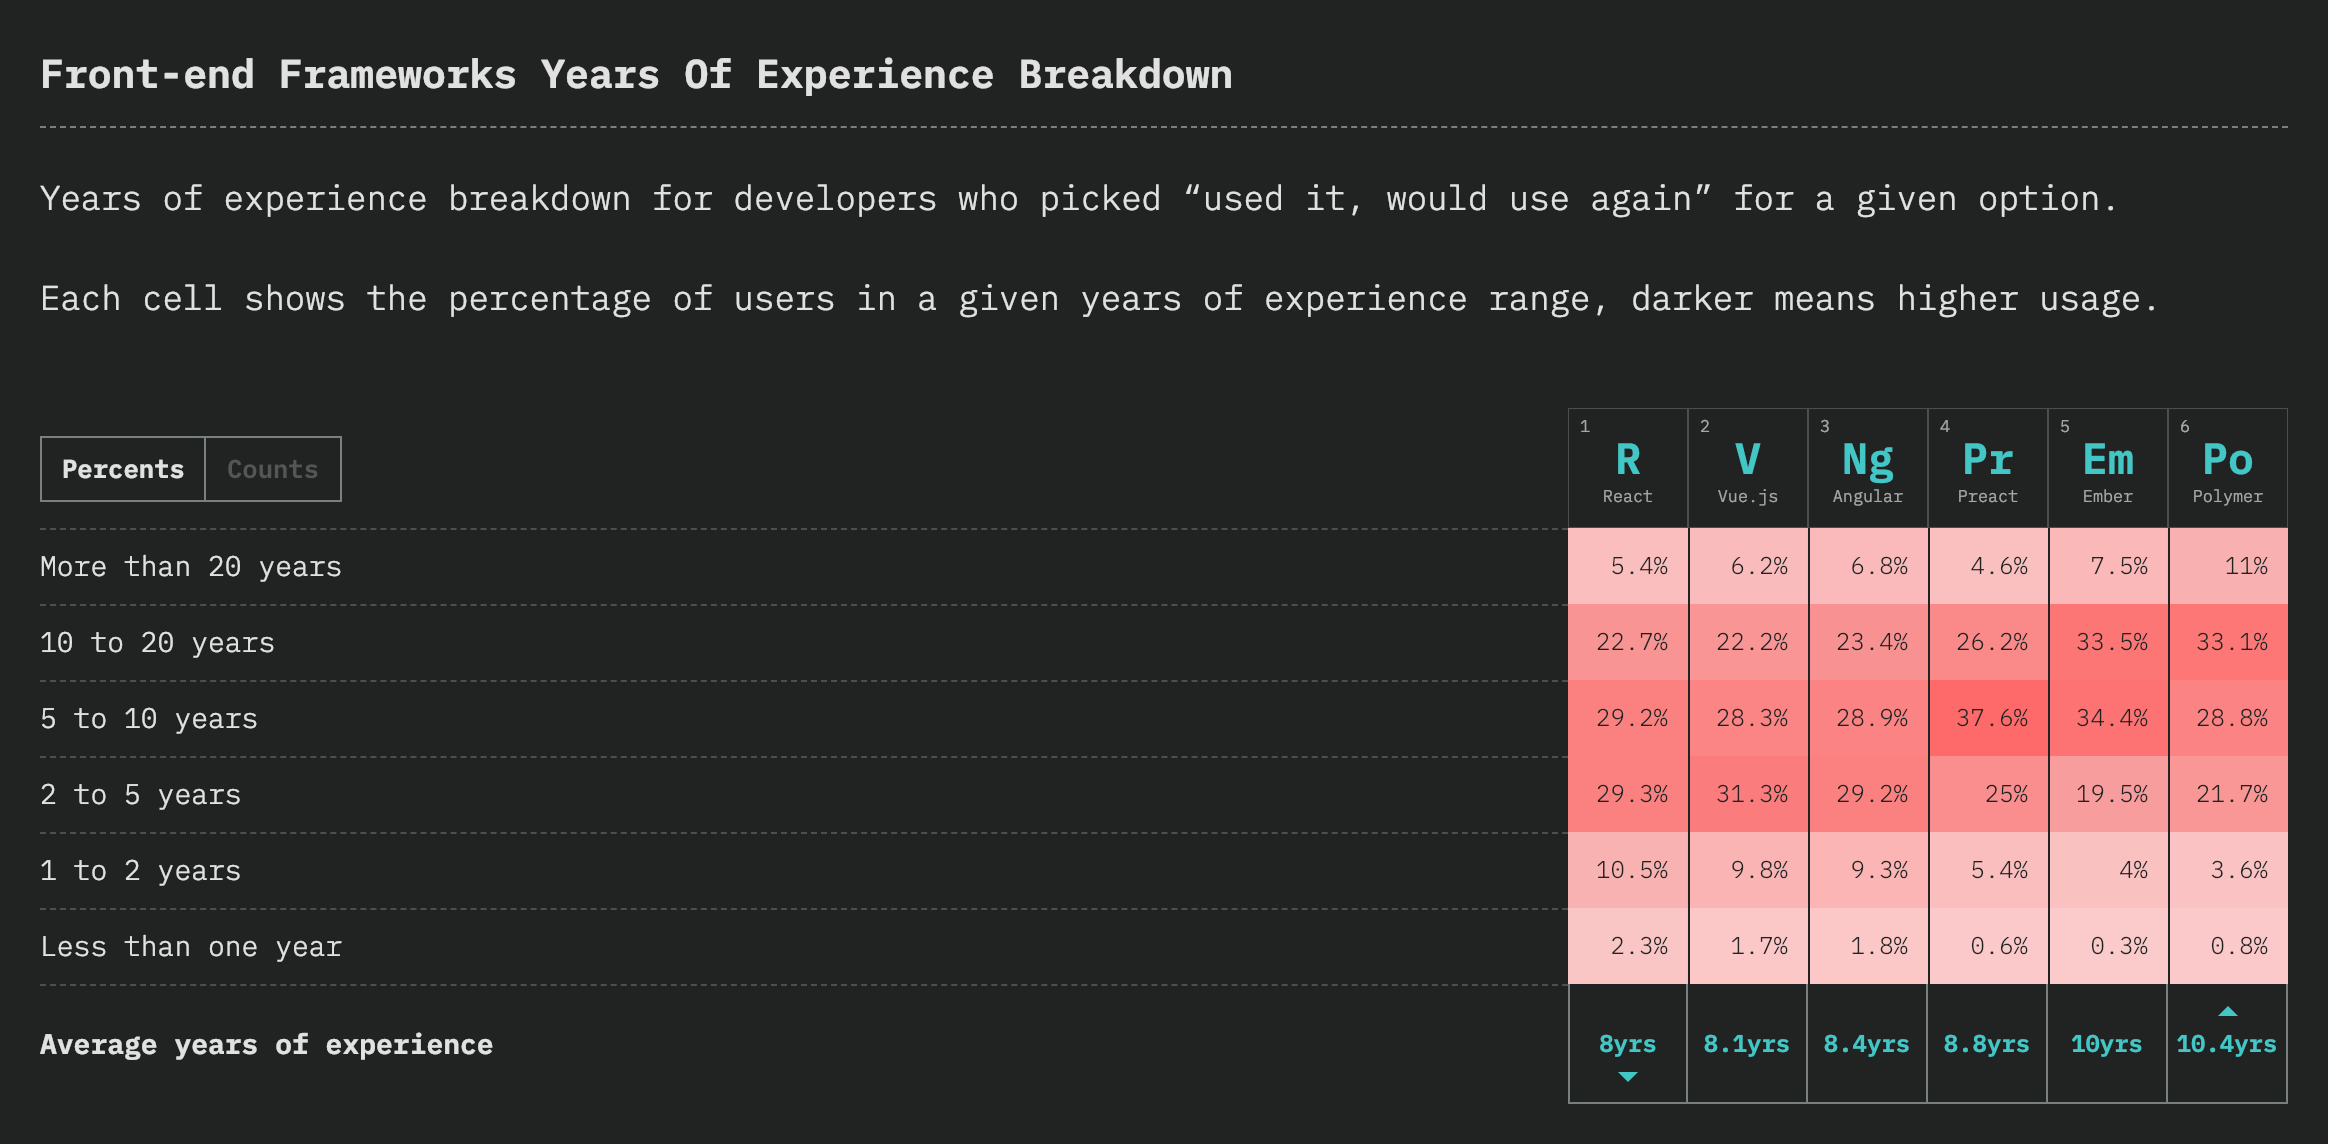 Front-end Frameworks Years Of Experience Breakdown
Years of experience breakdown for developers who picked “used it, would use again” for a given option.
Each cell shows the percentage of users in a given years of experience range, darker means higher usage.
Percents Counts
1 2 3 4 5 6
R V Ng Pr Em Po
React Vue.js Angular Preact Ember Polymer
More than 20 years 5.4% 6.2% 6.8% 4.6% 7.5% 11%
10 to 20 years 22.7% 22.2% 23.4% 26.2% 33.5% 33.1%
5 to 10 years 29.2% 28.3% 28.9% 37.6% 34.4% 28.8%
2 to 5 years 29.3% 31.3% 29.2% 25% 19.5% 21.7%
1 to 2 years 10.5% 9.8% 9.3% 5.4% 4% 3.6%
Less than one year 2.3% 1.7% 1.8% 0.6% 0.3% 0.8%
Average years of experience 8yrs 8.1yrs 8.4yrs 8.8yrs 10yrs 10.4yrs